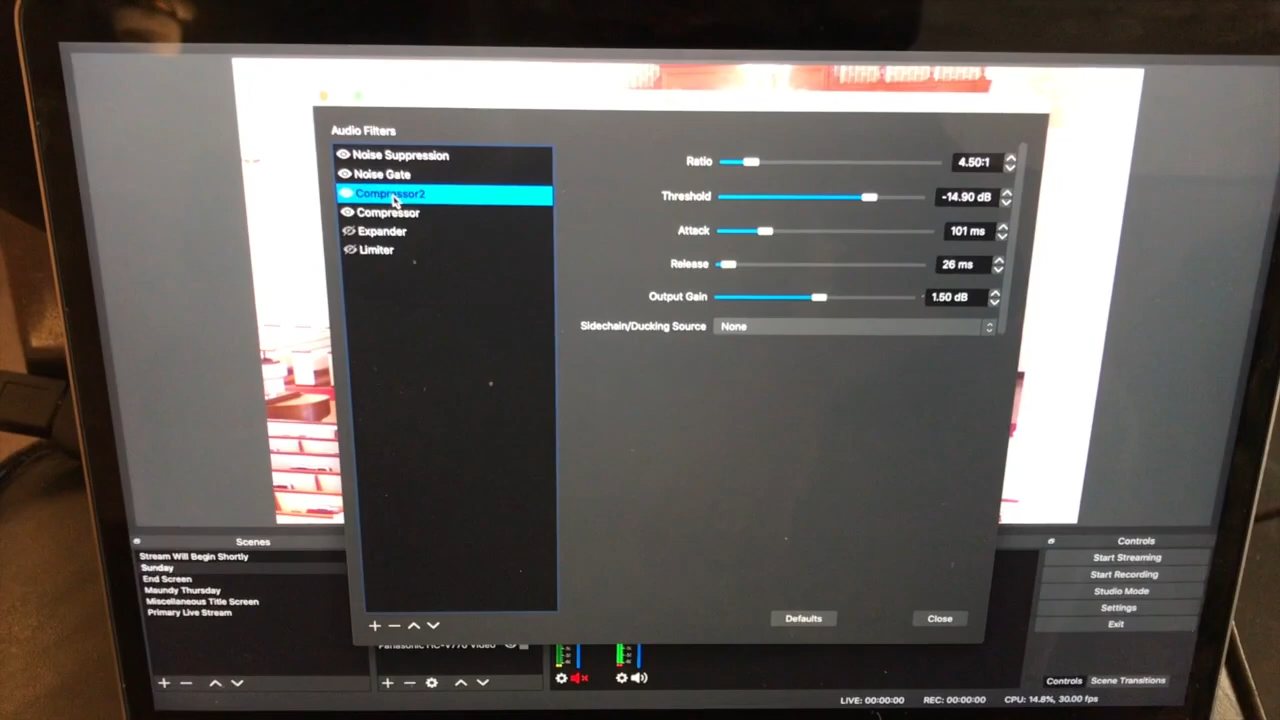 Audio Filters
Noise Suppression
Noise Gate
Compressor2
Compressor
Expander
Limiter
Ratio 4.50:1
Threshold -14.90 dB
Attack 101 ms
Release 26 ms
Output Gain 1.50 dB
Sidechain/Ducking Source None
Defaults Close
Scenes
Stream Will Begin Shortly
Sunday
End Screen
Maundy Thursday
Miscellaneous Title Screen
Primary Live Stream
Panasonic HC-V770 Video
Controls
Start Streaming
Start Recording
Studio Mode
Settings
Exit
Controls Scene Transitions
LIVE: 00:00:00 REC: 00:00:00 CPU: 14.8%, 30.00 fps